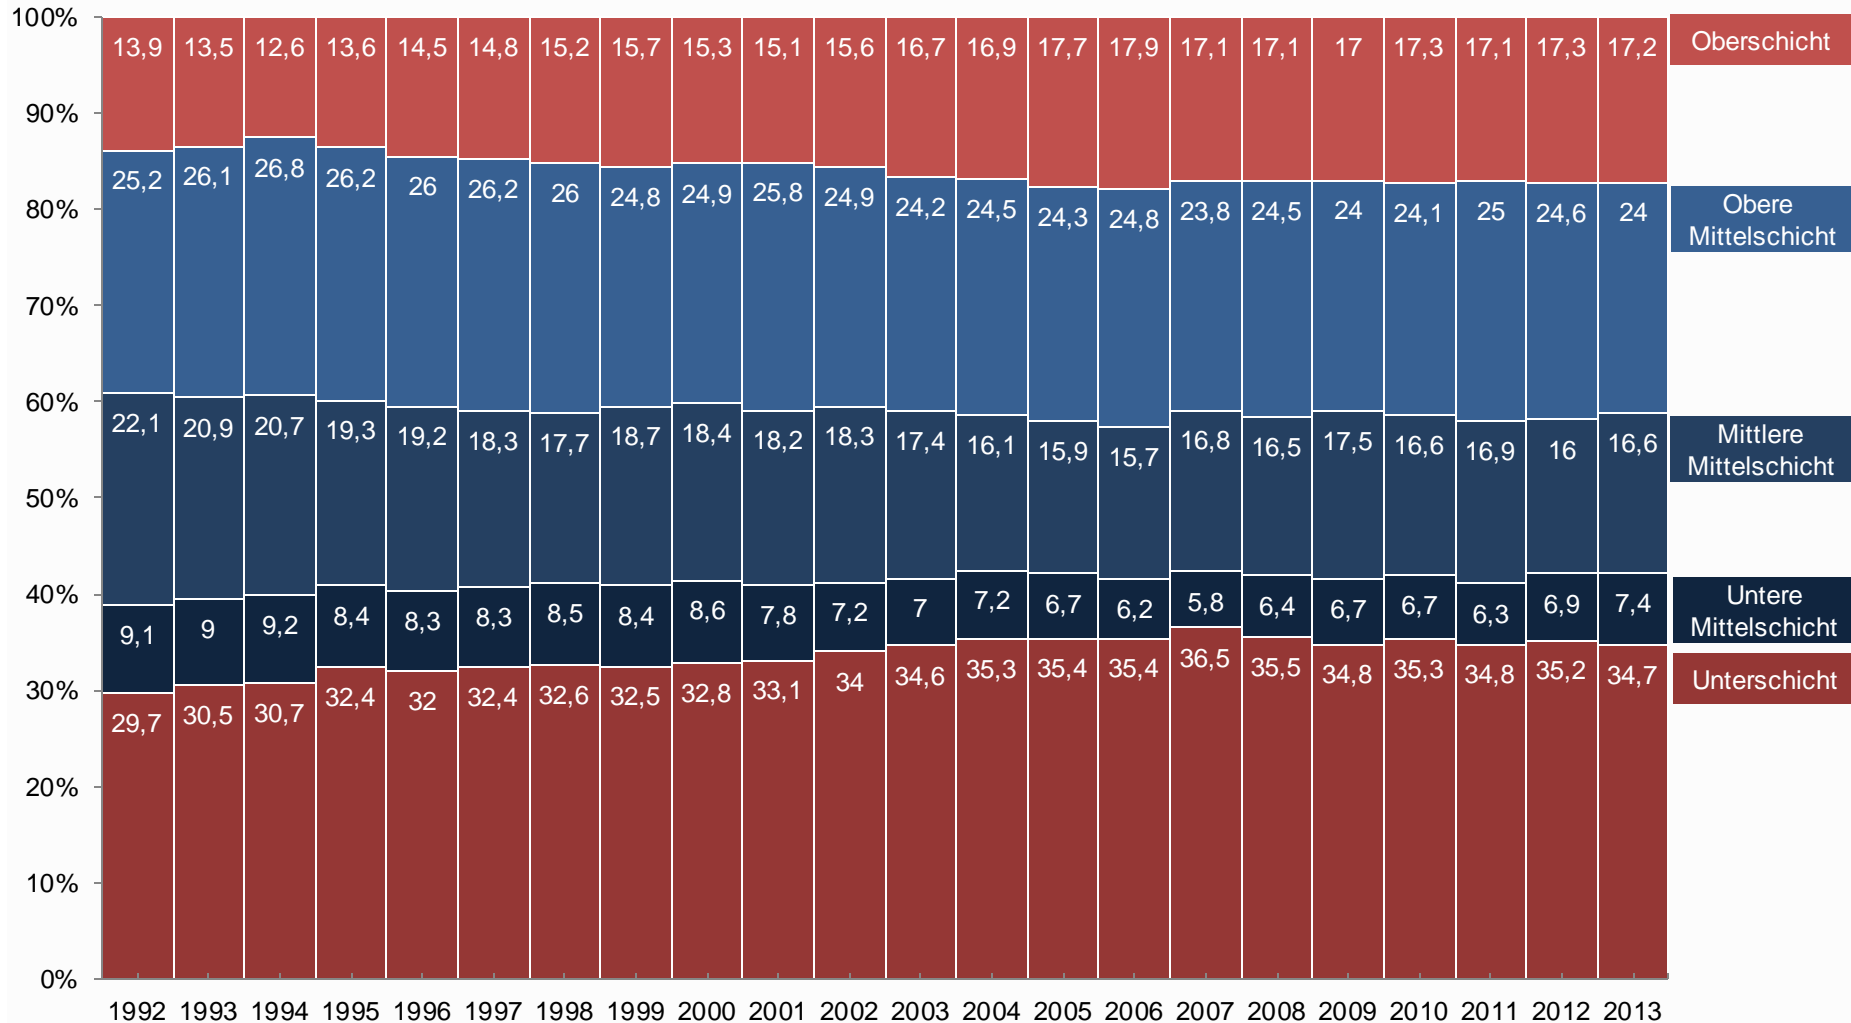 100%
90%
80%
70%
60%
50%
40%
30%
20%
10%
0%
13,9 13,5 12,6 13,6 14,5 14,8 15,2 15,7 15,3 15,1 15,6 16,7 16,9 17,7 17,9 17,1 17,1 17 17,3 17,1 17,3 17,2
25,2 26,1 26,8 26,2 26 26,2 26 24,8 24,9 25,8 24,9 24,2 24,5 24,3 24,8 23,8 24,5 24 24,1 25 24,6 24
22,1 20,9 20,7 19,3 19,2 18,3 17,7 18,7 18,4 18,2 18,3 17,4 16,1 15,9 15,7 16,8 16,5 17,5 16,6 16,9 16 16,6
9,1 9 9,2 8,4 8,3 8,3 8,5 8,4 8,6 7,8 7,2 7 7,2 6,7 6,2 5,8 6,4 6,7 6,7 6,3 6,9 7,4
29,7 30,5 30,7 32,4 32 32,4 32,6 32,5 32,8 33,1 34 34,6 35,3 35,4 35,4 36,5 35,5 34,8 35,3 34,8 35,2 34,7
1992 1993 1994 1995 1996 1997 1998 1999 2000 2001 2002 2003 2004 2005 2006 2007 2008 2009 2010 2011 2012 2013
Oberschicht
Obere
Mittelschicht
Mittlere
Mittelschicht
Untere
Mittelschicht
Unterschicht